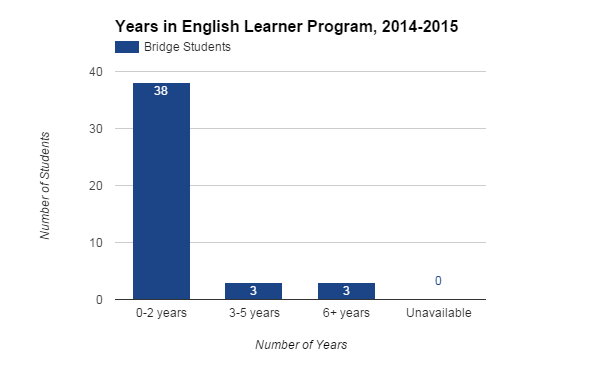 Years in English Learner Program, 2014-2015
Bridge Students
40
30
20
10
0
Number of Students
38
3
3
0
0-2 years
3-5 years
6+ years
Unavailable
Number of Years